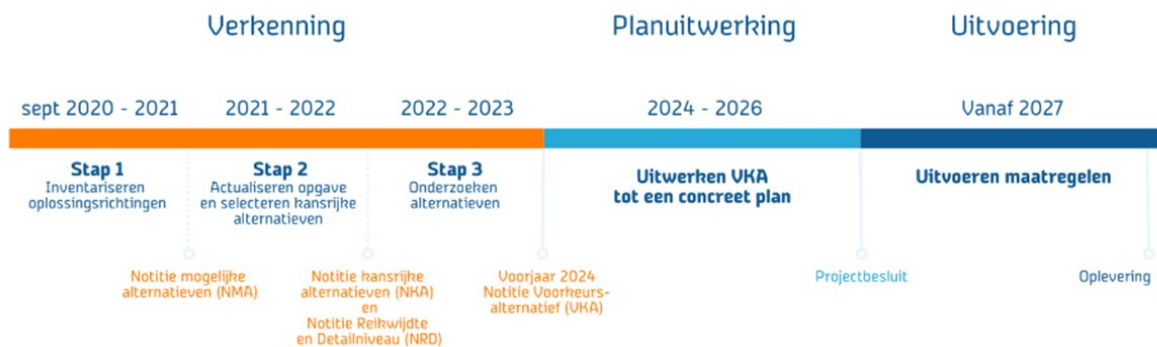 Verkenning
Planuitwerking
Uitvoering
sept 2020 - 2021
2021 - 2022
2022 - 2023
2024 - 2026
Vanaf 2027
Stap 1
Inventariseren
oplossingsrichtingen
Stap 2
Actualiseren opgave
en selecteren kansrijke
alternatieven
Stap 3
Onderzoeken
alternatieven
Uitwerken VKA
tot een concreet plan
Uitvoeren maatregelen
Notitie mogelijke
alternatieven (NMA)
Notitie kansrijke
alternatieven (NKA)
en
Notitie Reikwijdte
en Detailniveau (NRD)
Voorjaar 2024
Notitie Voorkeurs-
alternatief (VKA)
Projectbesluit
Oplevering